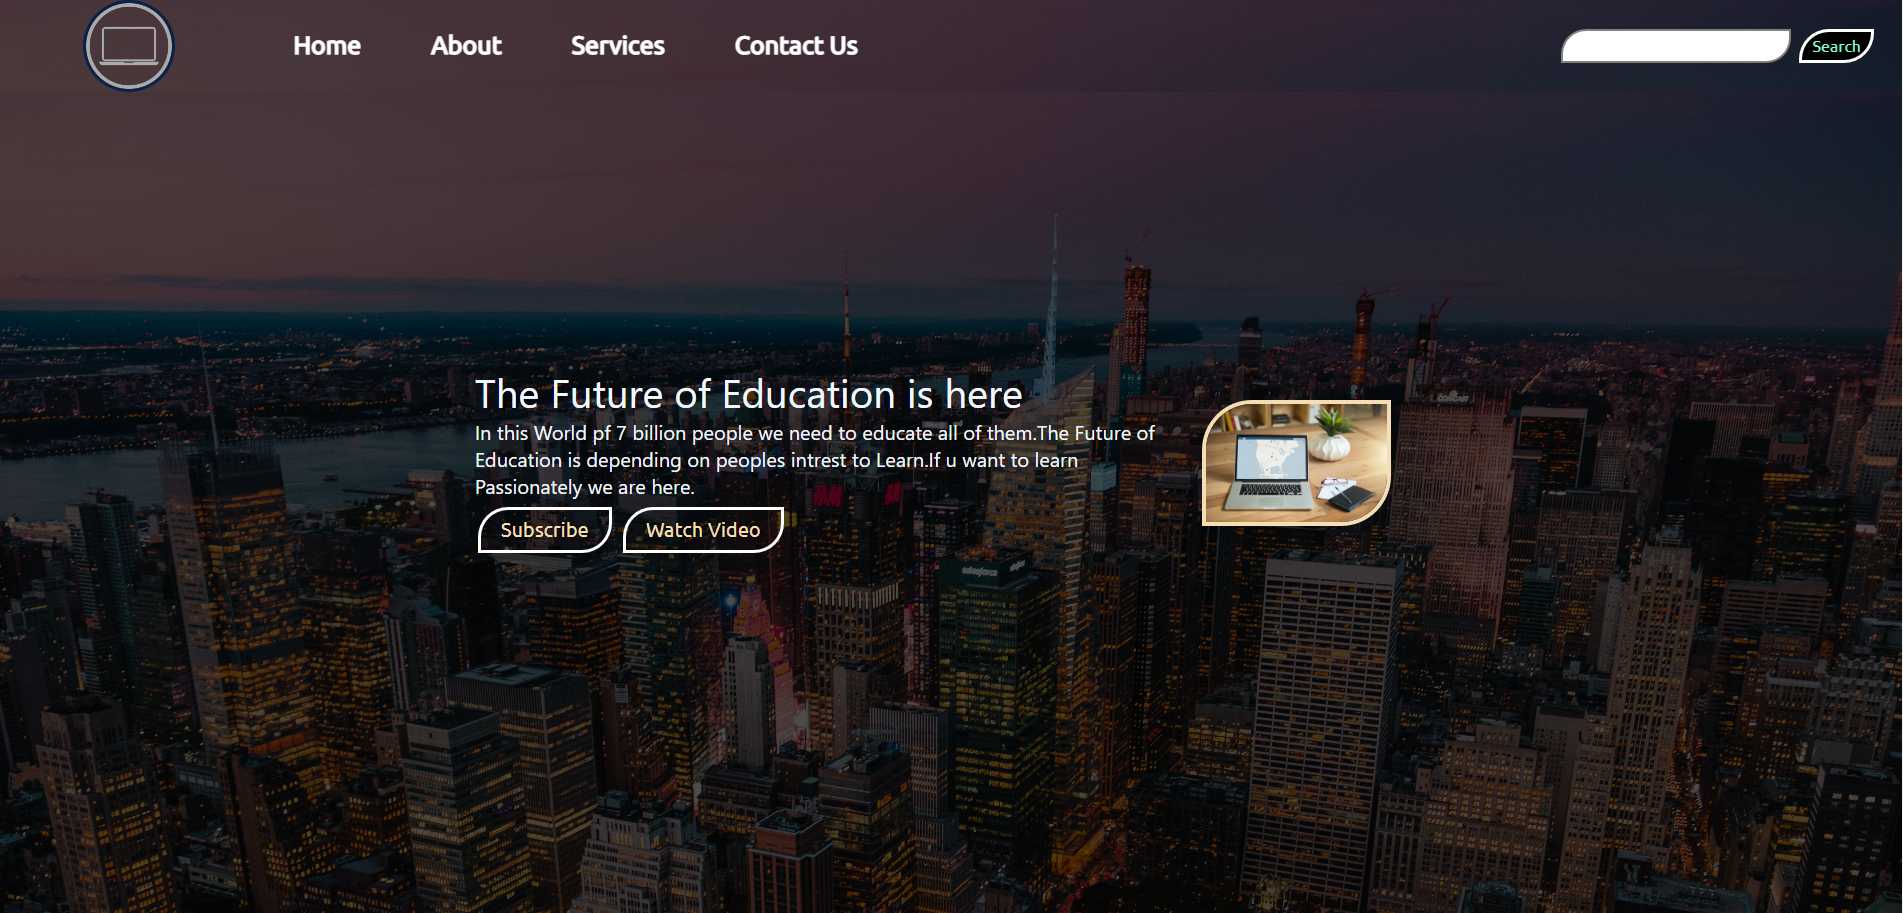 Home About Services Contact Us Search
The Future of Education is here
In this World pf 7 billion people we need to educate all of them.The Future of
Education is depending on peoples intrest to Learn.If u want to learn
Passionately we are here.
Subscribe Watch Video
salesforce
COMCAST